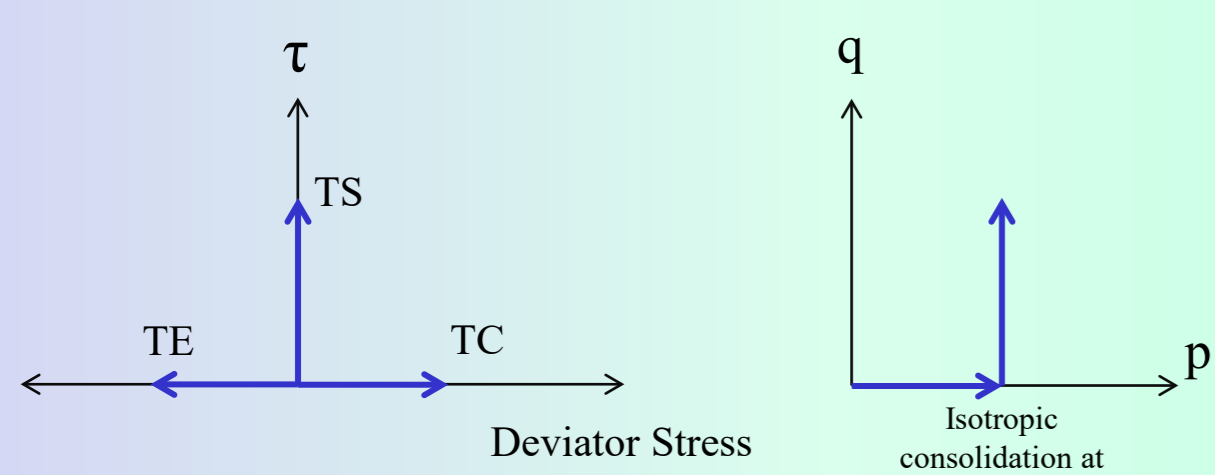 τ
TS
TE
TC
Deviator Stress
q
p
Isotropic
consolidation at